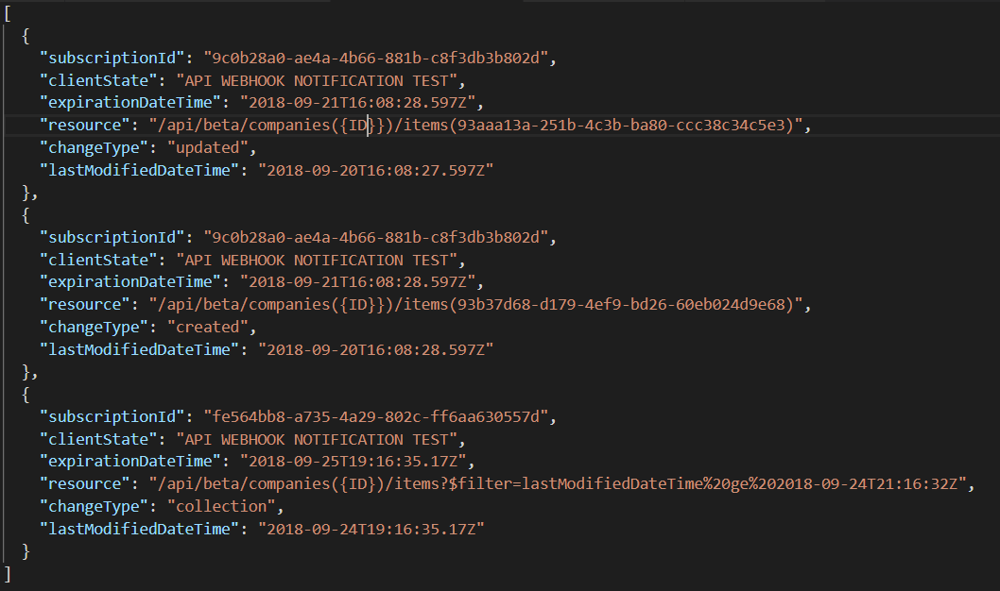 [
  {
    "subscriptionId": "9c0b28a0-ae4a-4b66-881b-c8f3db3b802d",
    "clientState": "API WEBHOOK NOTIFICATION TEST",
    "expirationDateTime": "2018-09-21T16:08:28.597Z",
    "resource": "/api/beta/companies({ID}})/items(93aaa13a-251b-4c3b-ba80-ccc38c34c5e3)",
    "changeType": "updated",
    "lastModifiedDateTime": "2018-09-20T16:08:27.597Z"
  },
  {
    "subscriptionId": "9c0b28a0-ae4a-4b66-881b-c8f3db3b802d",
    "clientState": "API WEBHOOK NOTIFICATION TEST",
    "expirationDateTime": "2018-09-21T16:08:28.597Z",
    "resource": "/api/beta/companies({ID}})/items(93b37d68-d179-4ef9-bd26-60eb024d9e68)",
    "changeType": "created",
    "lastModifiedDateTime": "2018-09-20T16:08:28.597Z"
  },
  {
    "subscriptionId": "fe564bb8-a735-4a29-802c-ff6aa630557d",
    "clientState": "API WEBHOOK NOTIFICATION TEST",
    "expirationDateTime": "2018-09-25T19:16:35.17Z",
    "resource": "/api/beta/companies({ID})/items?$filter=lastModifiedDateTime%20ge%202018-09-24T21:16:32Z",
    "changeType": "collection",
    "lastModifiedDateTime": "2018-09-24T19:16:35.17Z"
  }
]